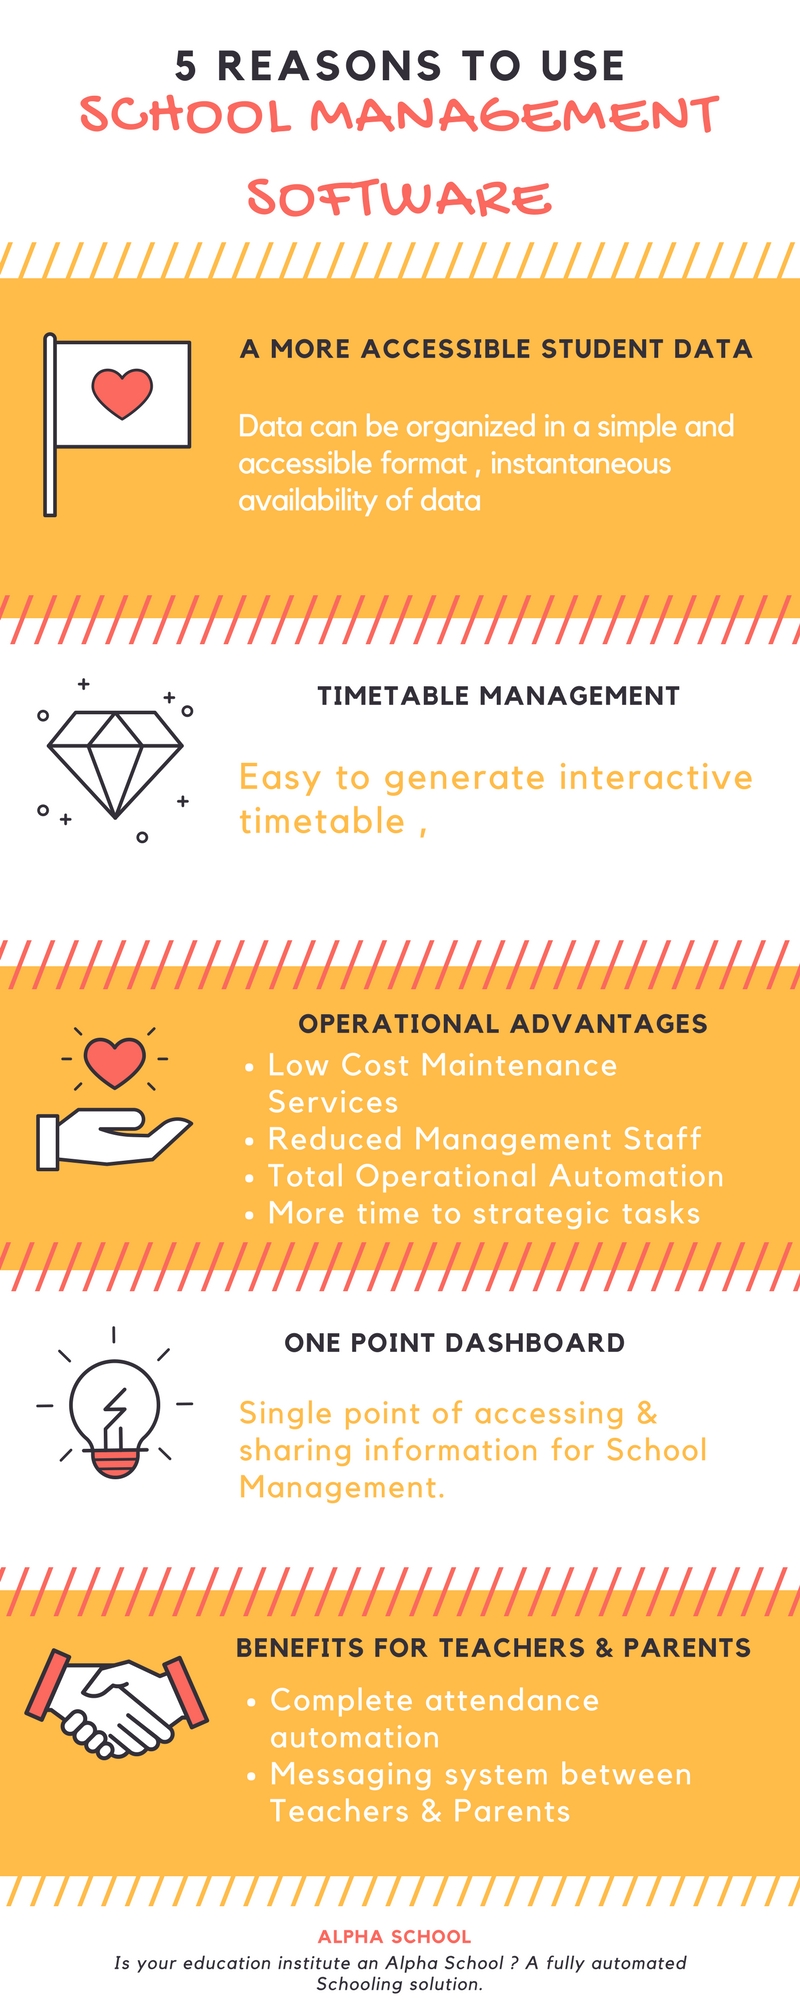 5 REASONS TO USE
SCHOOL MANAGEMENT
SOFTWARE
A MORE ACCESSIBLE STUDENT DATA
Data can be organized in a simple and
accessible format , instantaneous
availability of data
TIMETABLE MANAGEMENT
Easy to generate interactive
timetable ,
OPERATIONAL ADVANTAGES
• Low Cost Maintenance
Services
• Reduced Management Staff
• Total Operational Automation
• More time to strategic tasks
ONE POINT DASHBOARD
Single point of accessing &
sharing information for School
Management.
BENEFITS FOR TEACHERS & PARENTS
• Complete attendance
automation
• Messaging system between
Teachers & Parents
ALPHA SCHOOL
Is your education institute an Alpha School ? A fully automated
Schooling solution.